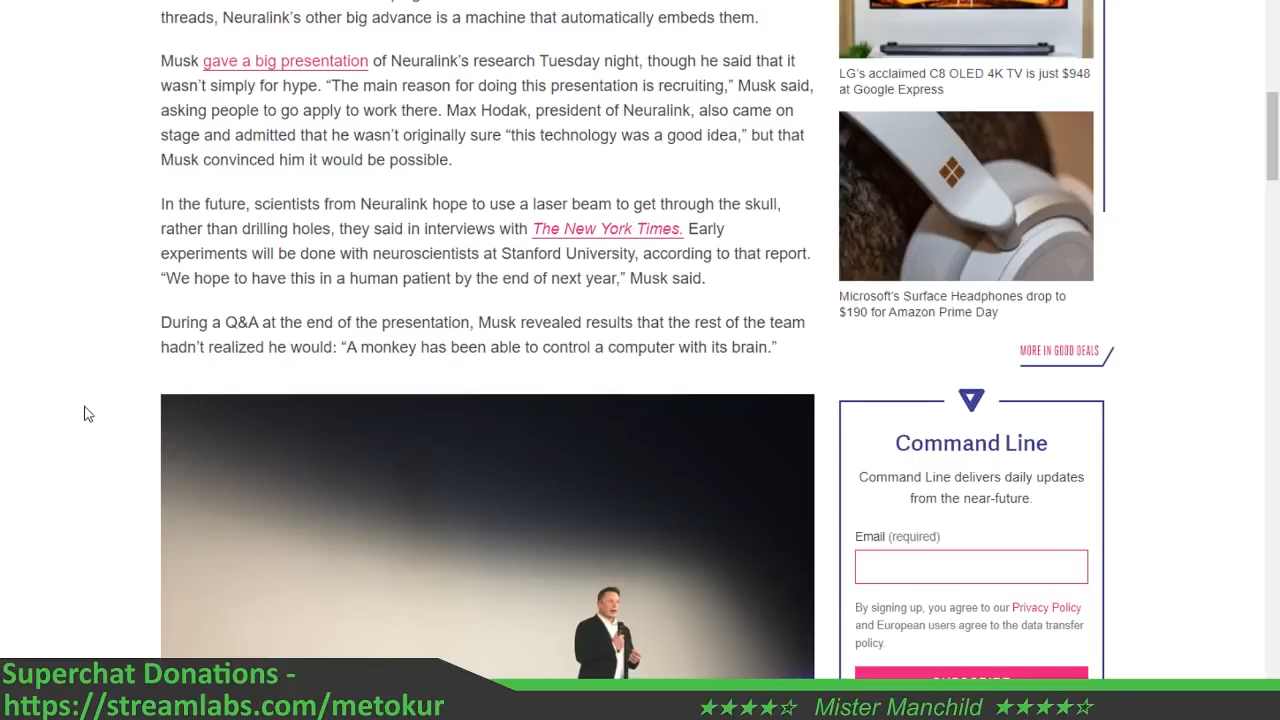 threads, Neuralink's other big advance is a machine that automatically embeds them.
Musk gave a big presentation of Neuralink's research Tuesday night, though he said that it
wasn't simply for hype. “The main reason for doing this presentation is recruiting,” Musk said,
asking people to go apply to work there. Max Hodak, president of Neuralink, also came on
stage and admitted that he wasn't originally sure “this technology was a good idea,” but that
Musk convinced him it would be possible.
In the future, scientists from Neuralink hope to use a laser beam to get through the skull,
rather than drilling holes, they said in interviews with The New York Times. Early
experiments will be done with neuroscientists at Stanford University, according to that report.
“We hope to have this in a human patient by the end of next year,” Musk said.
During a Q&A at the end of the presentation, Musk revealed results that the rest of the team
hadn't realized he would: “A monkey has been able to control a computer with its brain.”
LG's acclaimed C8 OLED 4K TV is just $948
at Google Express
Microsoft's Surface Headphones drop to
$190 for Amazon Prime Day
MORE IN GOOD DEALS
Command Line
Command Line delivers daily updates
from the near-future.
Email (required)
By signing up, you agree to our Privacy Policy
and European users agree to the data transfer
policy.
Superchat Donations -
https://streamlabs.com/metokur
★★★★☆ Mister Manchild ★★★★☆